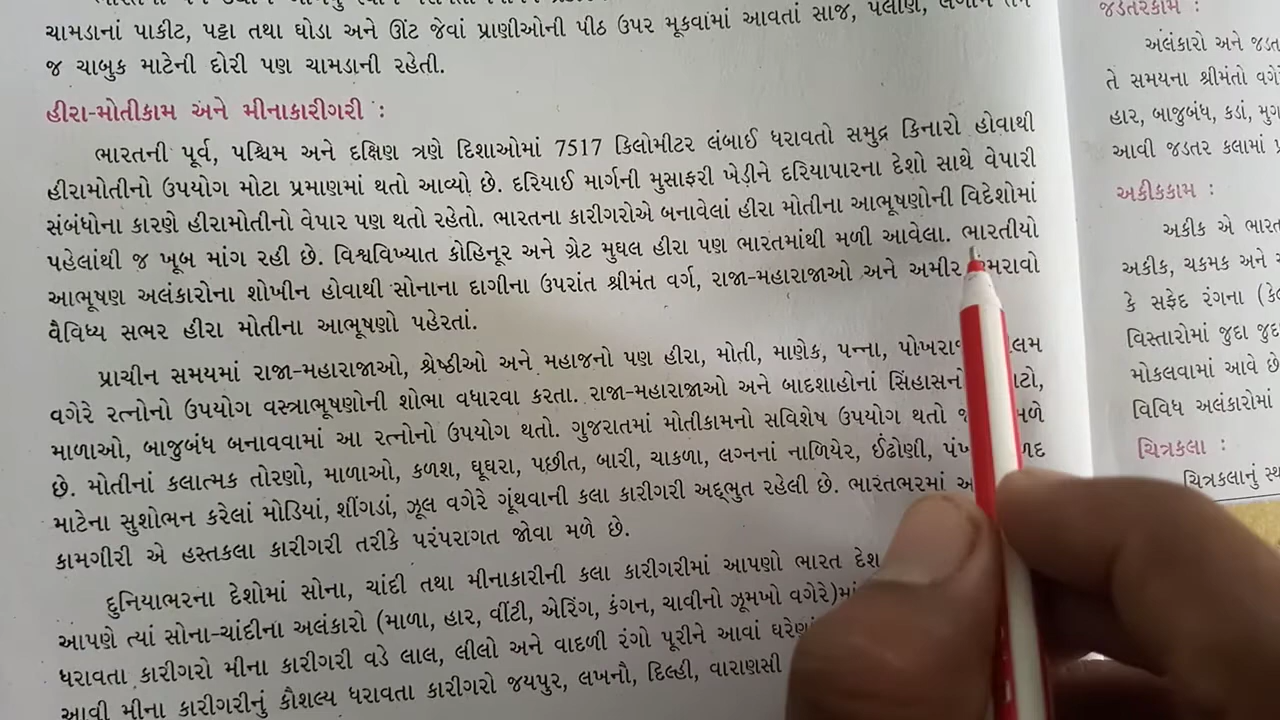 ચામડાનાં પાકીટ, પટ્ટા તથા ઘોડા અને ઊંટ જેવાં પ્રાણીઓની પીઠ ઉપર મૂકવામાં આવતાં સાજ, પલાણ,
જ ચાબુક માટેની દોરી પણ ચામડાની રહેતી.
હીરા-મોતીકામ અને મીનાકારીગરી :
ભારતની પૂર્વ, પશ્ચિમ અને દક્ષિણ ત્રણે દિશાઓમાં 7517 કિલોમીટર લંબાઈ ધરાવતો સમુદ્ર કિનારો હોવાથી
હીરામોતીનો ઉપયોગ મોટા પ્રમાણમાં થતો આવ્યો છે. દરિયાઈ માર્ગની મુસાફરી ખેડીને દરિયાપારના દેશો સાથે વેપારી
સંબંધોના કારણે હીરામોતીનો વેપાર પણ થતો રહેતો. ભારતના કારીગરોએ બનાવેલાં હીરા મોતીના આભૂષણોની વિદેશોમાં
પહેલાંથી જ ખૂબ માંગ રહી છે. વિશ્વવિખ્યાત કોહિનૂર અને ગ્રેટ મુઘલ હીરા પણ ભારતમાંથી મળી આવેલા. ભારતીયો
આભૂષણ અલંકારોના શોખીન હોવાથી સોનાના દાગીના ઉપરાંત શ્રીમંત વર્ગ, રાજા-મહારાજાઓ અને અમીર
વૈવિધ્ય સભર હીરા મોતીના આભૂષણો પહેરતાં.
પ્રાચીન સમયમાં રાજા-મહારાજાઓ, શ્રેષ્ઠીઓ અને મહાજનો પણ હીરા, મોતી, માણેક, પન્ના,
વગેરે રત્નોનો ઉપયોગ વસ્ત્રાભૂષણોની શોભા વધારવા કરતા. રાજા-મહારાજાઓ અને બાદશાહોનાં
માળાઓ, બાજુબંધ બનાવવામાં આ રત્નોનો ઉપયોગ થતો. ગુજરાતમાં મોતીકામનો સવિશેષ ઉપયોગ થતો
છે. મોતીનાં કલાત્મક તોરણો, માળાઓ, કળશ, ઘૂઘરા, પછીત, બારી, ચાકળા, લગ્નનાં નાળિયેર, ઈંઢોણી,
માટેના સુશોભન કરેલાં મોડિયાં, શીંગડાં, ઝૂલ વગેરે ગૂંથવાની કલા કારીગરી અદ્ભુત રહેલી છે. ભારતભરમાં
કામગીરી એ હસ્તકલા કારીગરી તરીકે પરંપરાગત જોવા મળે છે.
દુનિયાભરના દેશોમાં સોના, ચાંદી તથા મીનાકારીની કલા કારીગરીમાં આપણો ભારત દેશ
આપણે ત્યાં સોના-ચાંદીના અલંકારો (માળા, હાર, વીંટી, એરિંગ, કંગન, ચાવીનો ઝૂમખો વગેરે)માં
ધરાવતા કારીગરો મીના કારીગરી વડે લાલ, લીલો અને વાદળી રંગો પૂરીને આવાં
આવી મીના કારીગરીનું કૌશલ્ય ધરાવતા કારીગરો જયપુર, લખનૌ, દિલ્હી, વારાણસી
જડતરકામ :
અલંકારો અને
તે સમયના શ્રીમંતો
હાર, બાજુબંધ, કડાં,
આવી જડતર કલામાં
અકીકકામ :
અકીક એ
અકીક, ચકમક અને
કે સફેદ રંગના
વિસ્તારોમાં જુદા
મોકલવામાં આવે છે
વિવિધ અલંકારોમાં
ચિત્રકલા :
ચિત્રકલાનું